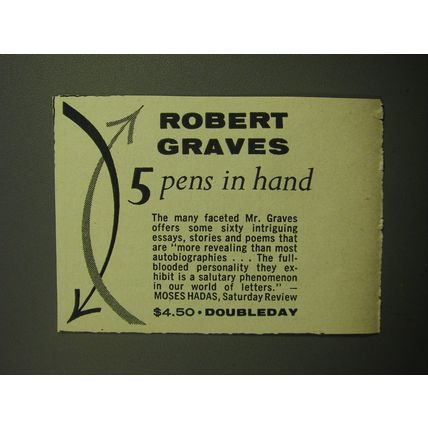 ROBERT
GRAVES
5 pens in hand
The many faceted Mr. Graves
offers some sixty intriguing
essays, stories and poems that
are "more revealing than most
autobiographies . . . The full-
blooded personality they ex-
hibit is a salutary phenomenon
in our world of letters." —
MOSES HADAS, Saturday Review
$4.50 • DOUBLEDAY